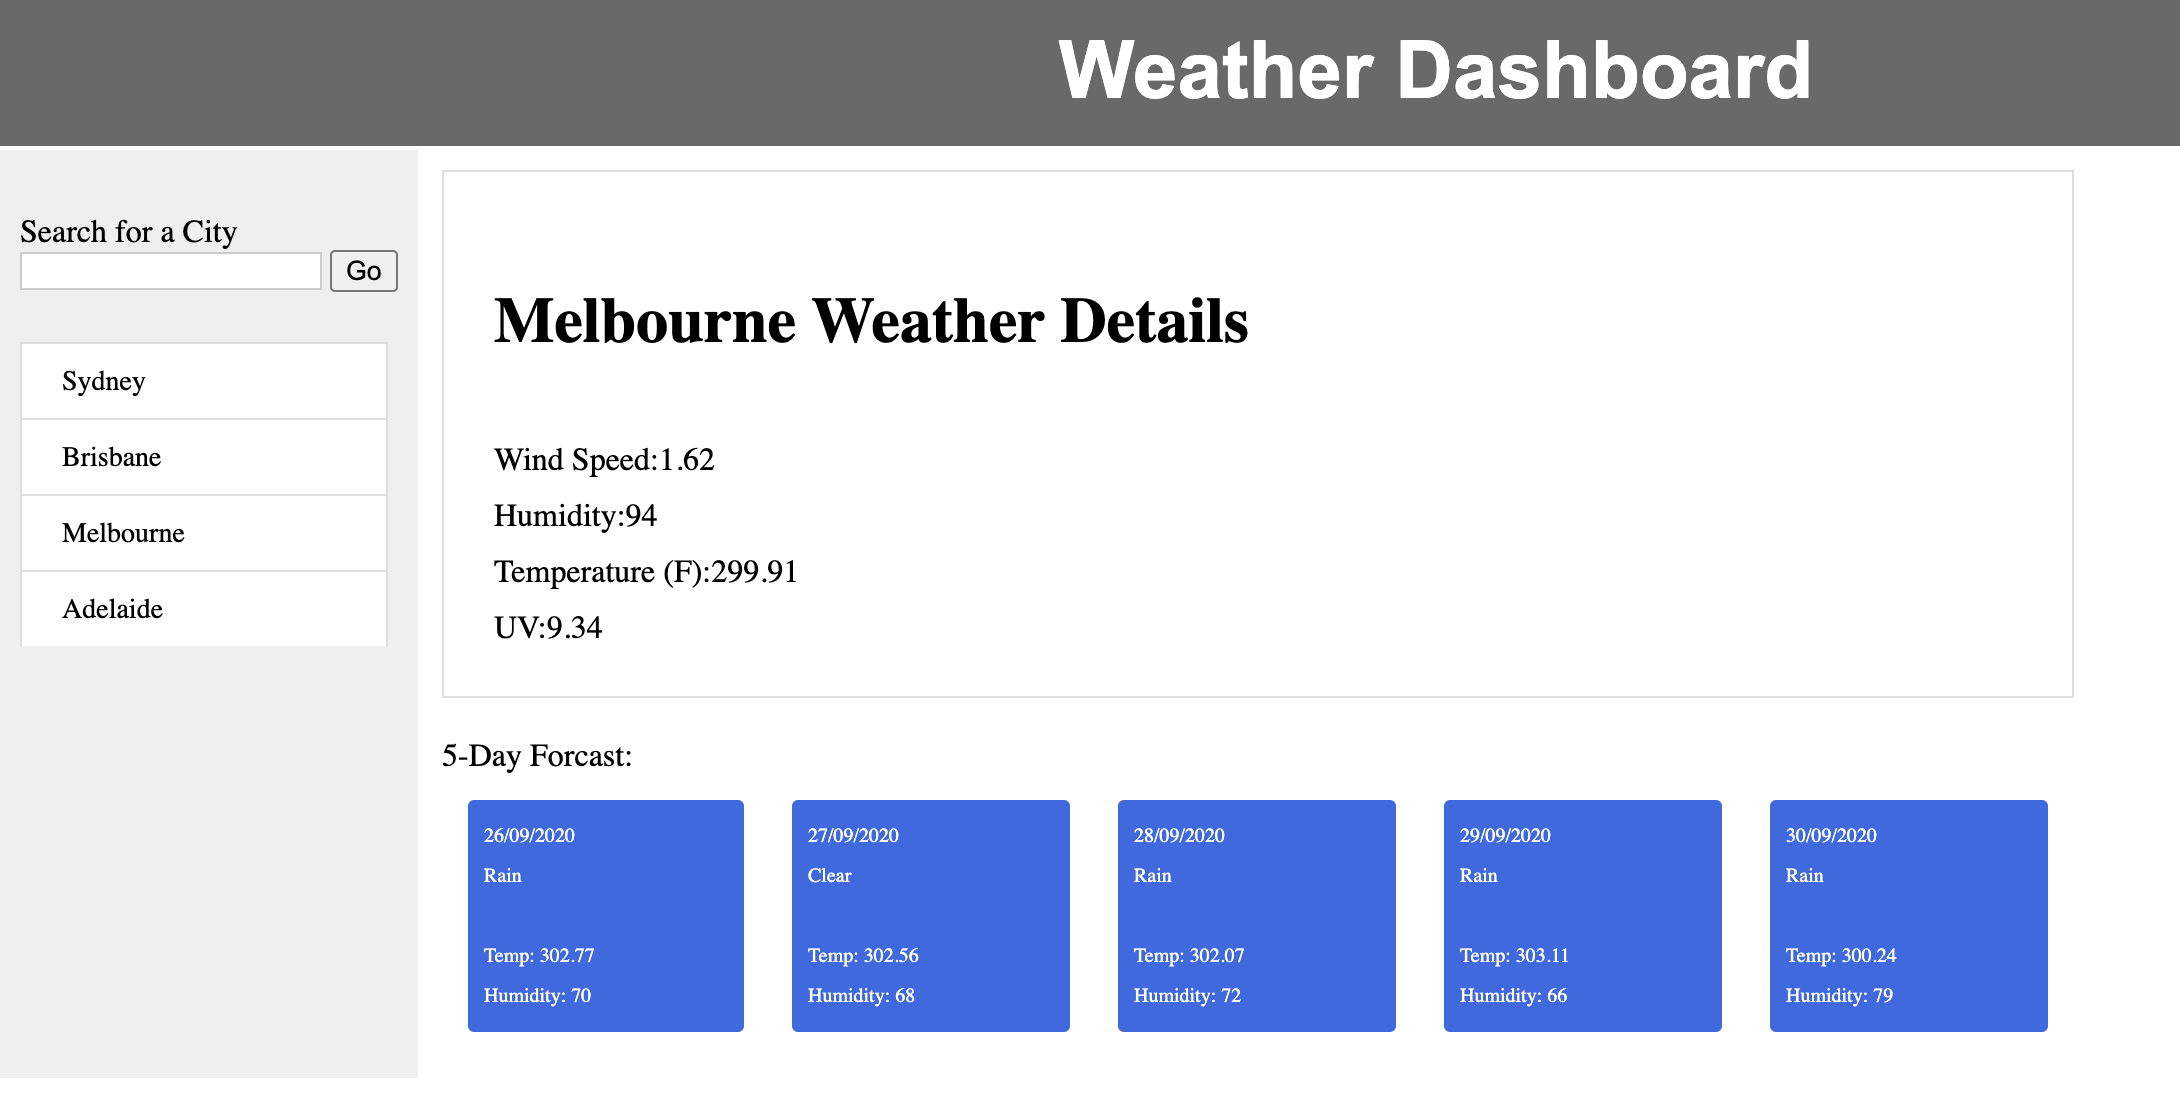 Weather Dashboard
Search for a City
Go
Sydney
Brisbane
Melbourne
Adelaide
Melbourne Weather Details
Wind Speed:1.62
Humidity:94
Temperature (F):299.91
UV:9.34
5-Day Forcast:
26/09/2020
Rain
Temp: 302.77
Humidity: 70
27/09/2020
Clear
Temp: 302.56
Humidity: 68
28/09/2020
Rain
Temp: 302.07
Humidity: 72
29/09/2020
Rain
Temp: 303.11
Humidity: 66
30/09/2020
Rain
Temp: 300.24
Humidity: 79